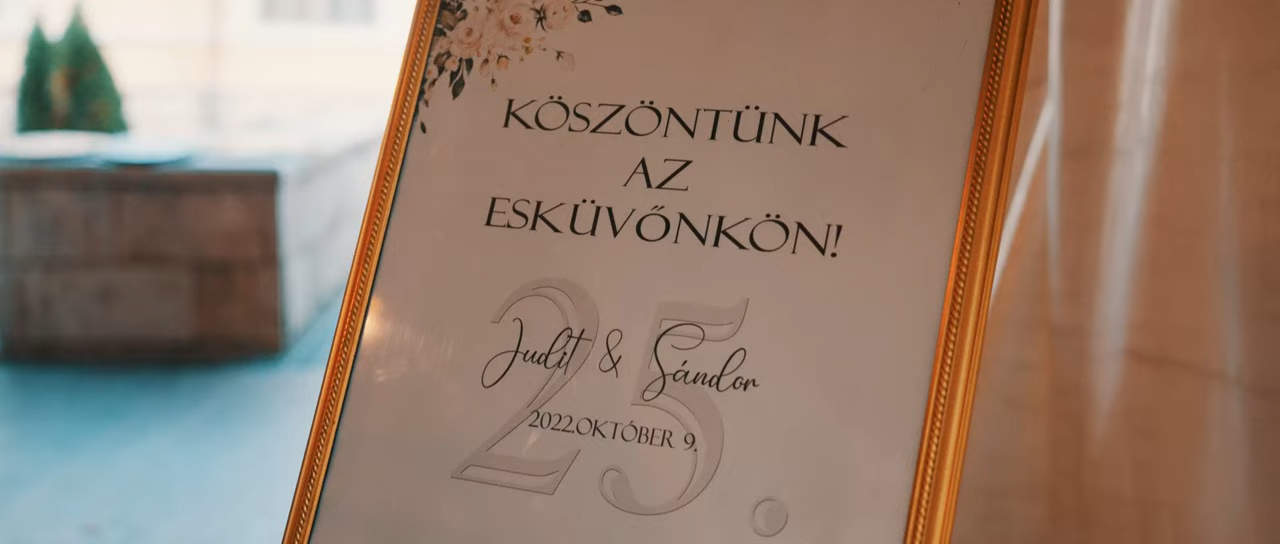 KÖSZÖNTÜNK
AZ
ESKÜVŐNKÖN!
25.
Judit & Sándor
2022.OKTÓBER 9.